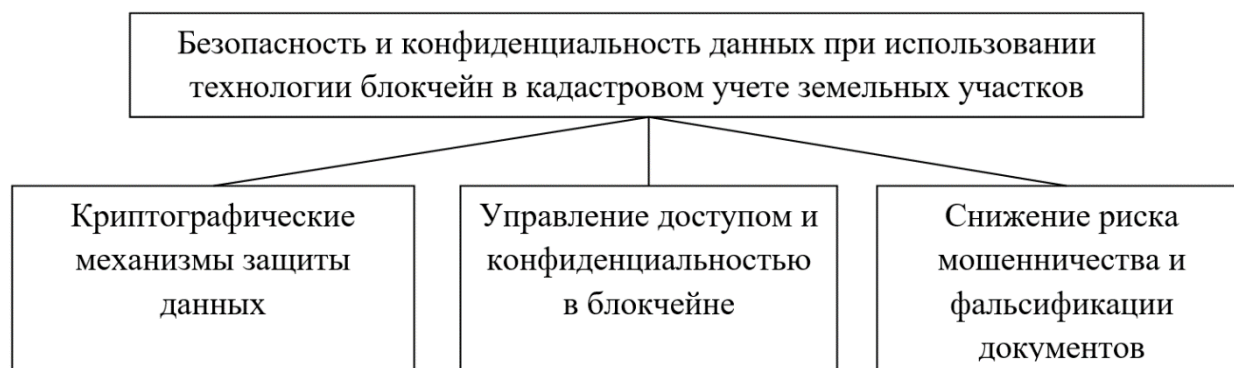 Безопасность и конфиденциальность данных при использовании
технологии блокчейн в кадастровом учете земельных участков
Криптографические
механизмы защиты
данных
Управление доступом и
конфиденциальностью
в блокчейне
Снижение риска
мошенничества и
фальсификации
документов